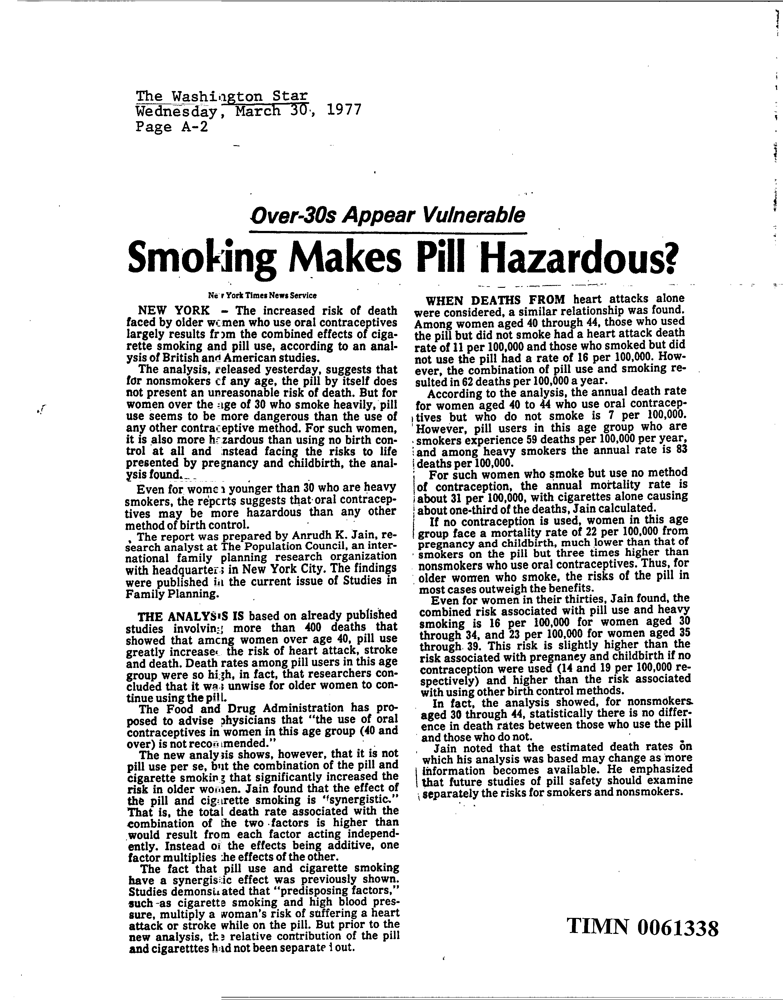 The Washington Star
Wednesday, March 30, 1977
Page A-2
Over-30s Appear Vulnerable
Smoking Makes Pill Hazardous?
New York Times News Service
NEW YORK — The increased risk of death
faced by older women who use oral contraceptives
largely results from the combined effects of ciga-
rette smoking and pill use, according to an anal-
ysis of British and American studies.
The analysis, released yesterday, suggests that
for nonsmokers of any age, the pill by itself does
not present an unreasonable risk of death. But for
women over the age of 30 who smoke heavily, pill
use seems to be more dangerous than the use of
any other contraceptive method. For such women,
it is also more hazardous than using no birth con-
trol at all and instead facing the risks to life
presented by pregnancy and childbirth, the anal-
ysis found.
Even for women younger than 30 who are heavy
smokers, the reports suggests that oral contracep-
tives may be more hazardous than any other
method of birth control.
The report was prepared by Anrudh K. Jain, re-
search analyst at The Population Council, an inter-
national family planning research organization
with headquarters in New York City. The findings
were published in the current issue of Studies in
Family Planning.
THE ANALYSIS IS based on already published
studies involving more than 400 deaths that
showed that among women over age 40, pill use
greatly increases the risk of heart attack, stroke
and death. Death rates among pill users in this age
group were so high, in fact, that researchers con-
cluded that it was unwise for older women to con-
tinue using the pill.
The Food and Drug Administration has pro-
posed to advise physicians that "the use of oral
contraceptives in women in this age group (40 and
over) is not recommended."
The new analysis shows, however, that it is not
pill use per se, but the combination of the pill and
cigarette smoking that significantly increased the
risk in older women. Jain found that the effect of
the pill and cigarette smoking is "synergistic."
That is, the total death rate associated with the
combination of the two factors is higher than
would result from each factor acting independ-
ently. Instead of the effects being additive, one
factor multiplies the effects of the other.
The fact that pill use and cigarette smoking
have a synergistic effect was previously shown.
Studies demonstrated that "predisposing factors,"
such as cigarette smoking and high blood pres-
sure, multiply a woman's risk of suffering a heart
attack or stroke while on the pill. But prior to the
new analysis, the relative contribution of the pill
and cigaretttes had not been separated out.
WHEN DEATHS FROM heart attacks alone
were considered, a similar relationship was found.
Among women aged 40 through 44, those who used
the pill but did not smoke had a heart attack death
rate of 11 per 100,000 and those who smoked but did
not use the pill had a rate of 16 per 100,000. How-
ever, the combination of pill use and smoking re-
sulted in 62 deaths per 100,000 a year.
According to the analysis, the annual death rate
for women aged 40 to 44 who use oral contracep-
tives but who do not smoke is 7 per 100,000.
However, pill users in this age group who are
smokers experience 59 deaths per 100,000 per year,
and among heavy smokers the annual rate is 83
deaths per 100,000.
For such women who smoke but use no method
of contraception, the annual mortality rate is
about 31 per 100,000, with cigarettes alone causing
about one-third of the deaths, Jain calculated.
If no contraception is used, women in this age
group face a mortality rate of 22 per 100,000 from
pregnancy and childbirth, much lower than that of
smokers on the pill but three times higher than
nonsmokers who use oral contraceptives. Thus, for
older women who smoke, the risks of the pill in
most cases outweigh the benefits.
Even for women in their thirties, Jain found, the
combined risk associated with pill use and heavy
smoking is 16 per 100,000 for women aged 30
through 34, and 23 per 100,000 for women aged 35
through 39. This risk is slightly higher than the
risk associated with pregnancy and childbirth if no
contraception were used (14 and 19 per 100,000 re-
spectively) and higher than the risk associated
with using other birth control methods.
In fact, the analysis showed, for nonsmokers
aged 30 through 44, statistically there is no differ-
ence in death rates between those who use the pill
and those who do not.
Jain noted that the estimated death rates on
which his analysis was based may change as more
information becomes available. He emphasized
that future studies of pill safety should examine
separately the risks for smokers and nonsmokers.
TIMN 0061338